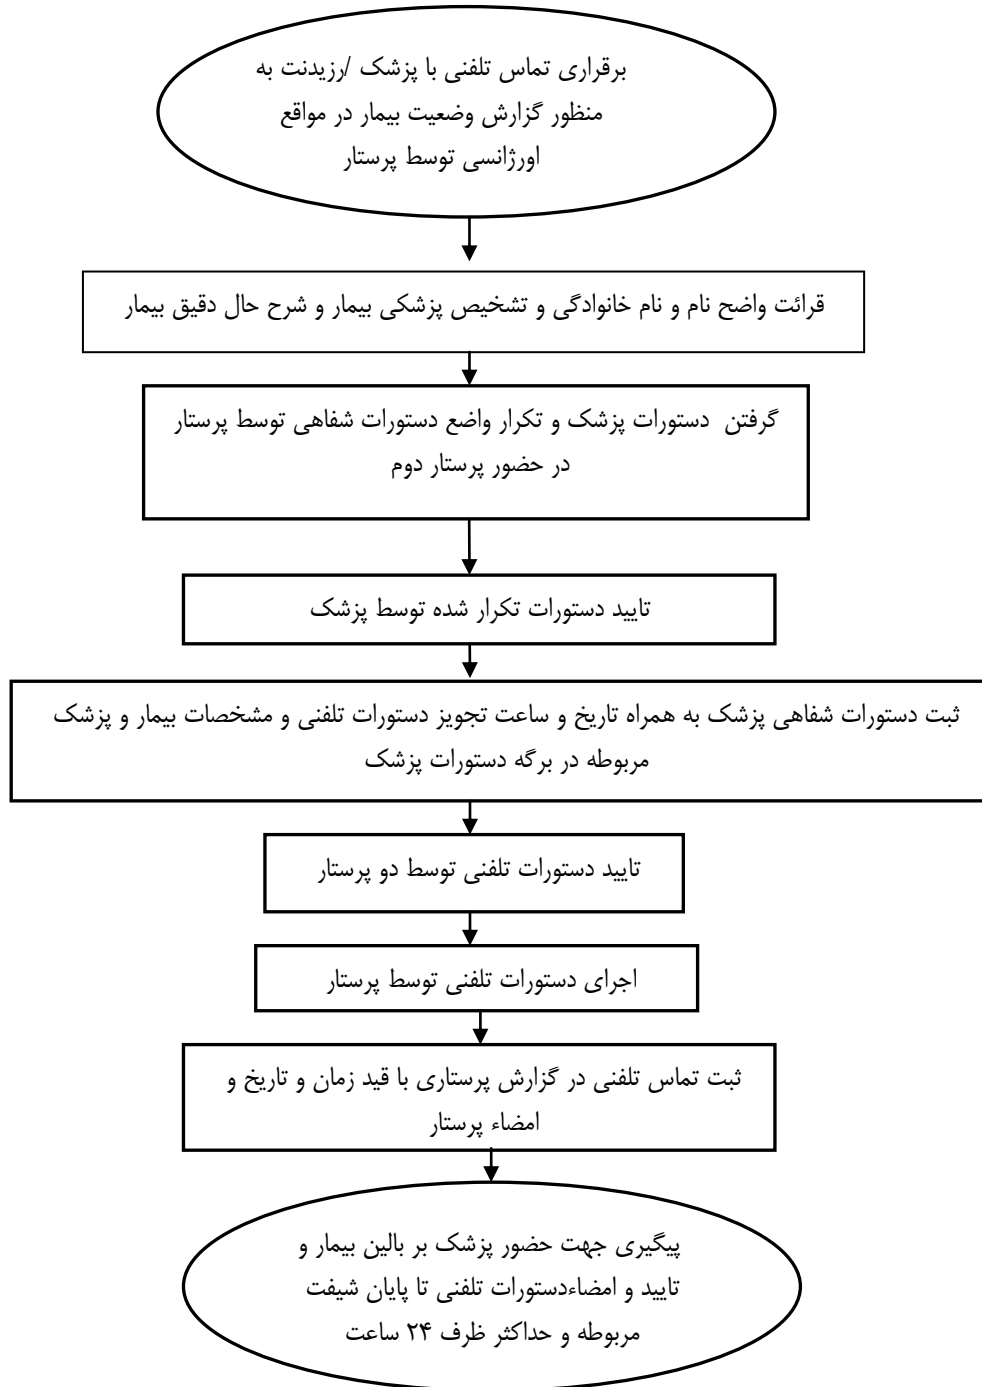 برقراری تماس تلفنی با پزشک /رزیدنت به
منظور گزارش وضعیت بیمار در مواقع
اورژانسی توسط پرستار
قرائت واضح نام و نام خانوادگی و تشخیص پزشکی بیمار و شرح حال دقیق بیمار
گرفتن دستورات پزشک و تکرار واضع دستورات شفاهی توسط پرستار
در حضور پرستار دوم
تایید دستورات تکرار شده توسط پزشک
ثبت دستورات شفاهی پزشک به همراه تاریخ و ساعت تجویز دستورات تلفنی و مشخصات بیمار و پزشک
مربوطه در برگه دستورات پزشک
تایید دستورات تلفنی توسط دو پرستار
اجرای دستورات تلفنی توسط پرستار
ثبت تماس تلفنی در گزارش پرستاری با قید زمان و تاریخ و
امضاء پرستار
پیگیری جهت حضور پزشک بر بالین بیمار و
تایید و امضاءدستورات تلفنی تا پایان شیفت
مربوطه و حداکثر ظرف ۲۴ ساعت